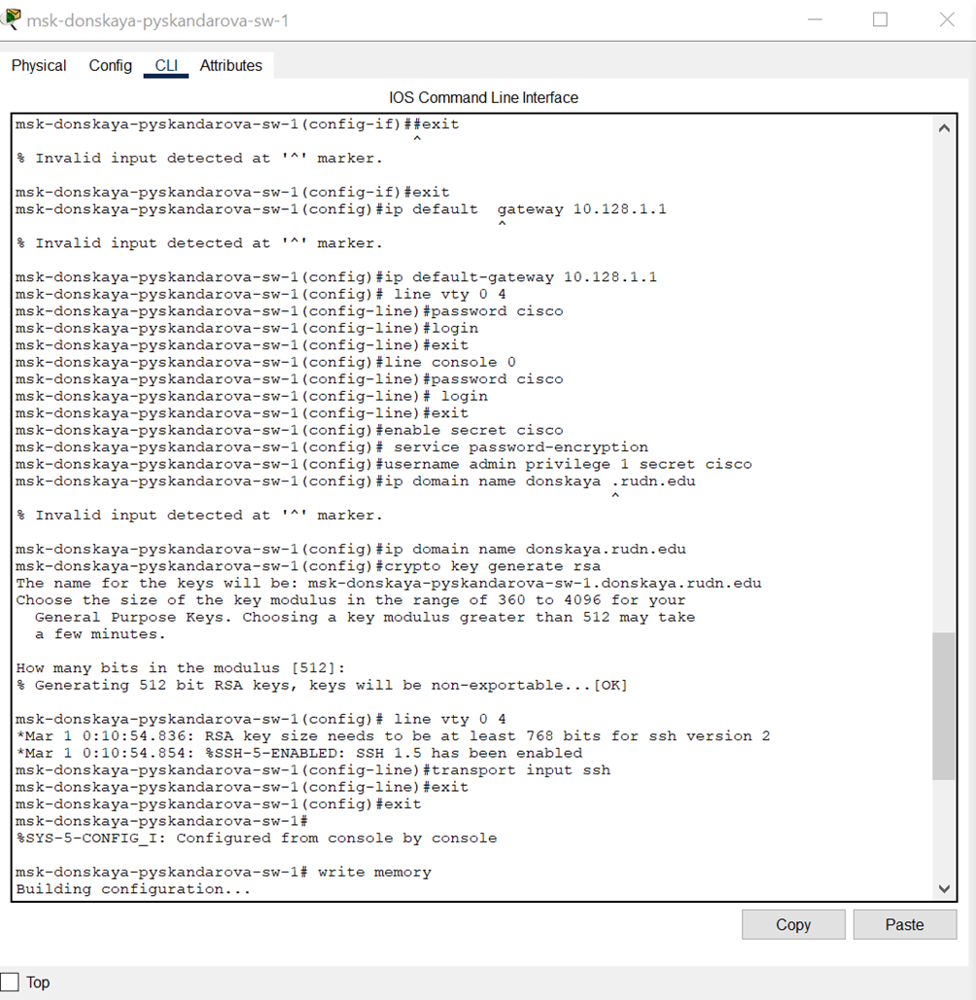 msk-donskaya-pyskandarova-sw-1
Physical Config CLI Attributes
IOS Command Line Interface
msk-donskaya-pyskandarova-sw-1(config-if)##exit
^
% Invalid input detected at '^' marker.
msk-donskaya-pyskandarova-sw-1(config-if)#exit
msk-donskaya-pyskandarova-sw-1(config)#ip default  gateway 10.128.1.1
^
% Invalid input detected at '^' marker.
msk-donskaya-pyskandarova-sw-1(config)#ip default-gateway 10.128.1.1
msk-donskaya-pyskandarova-sw-1(config)# line vty 0 4
msk-donskaya-pyskandarova-sw-1(config-line)#password cisco
msk-donskaya-pyskandarova-sw-1(config-line)#login
msk-donskaya-pyskandarova-sw-1(config-line)#exit
msk-donskaya-pyskandarova-sw-1(config)#line console 0
msk-donskaya-pyskandarova-sw-1(config-line)#password cisco
msk-donskaya-pyskandarova-sw-1(config-line)# login
msk-donskaya-pyskandarova-sw-1(config-line)#exit
msk-donskaya-pyskandarova-sw-1(config)#enable secret cisco
msk-donskaya-pyskandarova-sw-1(config)# service password-encryption
msk-donskaya-pyskandarova-sw-1(config)#username admin privilege 1 secret cisco
msk-donskaya-pyskandarova-sw-1(config)#ip domain name donskaya .rudn.edu
^
% Invalid input detected at '^' marker.
msk-donskaya-pyskandarova-sw-1(config)#ip domain name donskaya.rudn.edu
msk-donskaya-pyskandarova-sw-1(config)#crypto key generate rsa
The name for the keys will be: msk-donskaya-pyskandarova-sw-1.donskaya.rudn.edu
Choose the size of the key modulus in the range of 360 to 4096 for your
General Purpose Keys. Choosing a key modulus greater than 512 may take
a few minutes.
How many bits in the modulus [512]:
% Generating 512 bit RSA keys, keys will be non-exportable...[OK]
msk-donskaya-pyskandarova-sw-1(config)# line vty 0 4
*Mar 1 0:10:54.836: RSA key size needs to be at least 768 bits for ssh version 2
*Mar 1 0:10:54.854: %SSH-5-ENABLED: SSH 1.5 has been enabled
msk-donskaya-pyskandarova-sw-1(config-line)#transport input ssh
msk-donskaya-pyskandarova-sw-1(config-line)#exit
msk-donskaya-pyskandarova-sw-1(config)#exit
msk-donskaya-pyskandarova-sw-1#
%SYS-5-CONFIG_I: Configured from console by console
msk-donskaya-pyskandarova-sw-1# write memory
Building configuration...
Copy Paste
Top